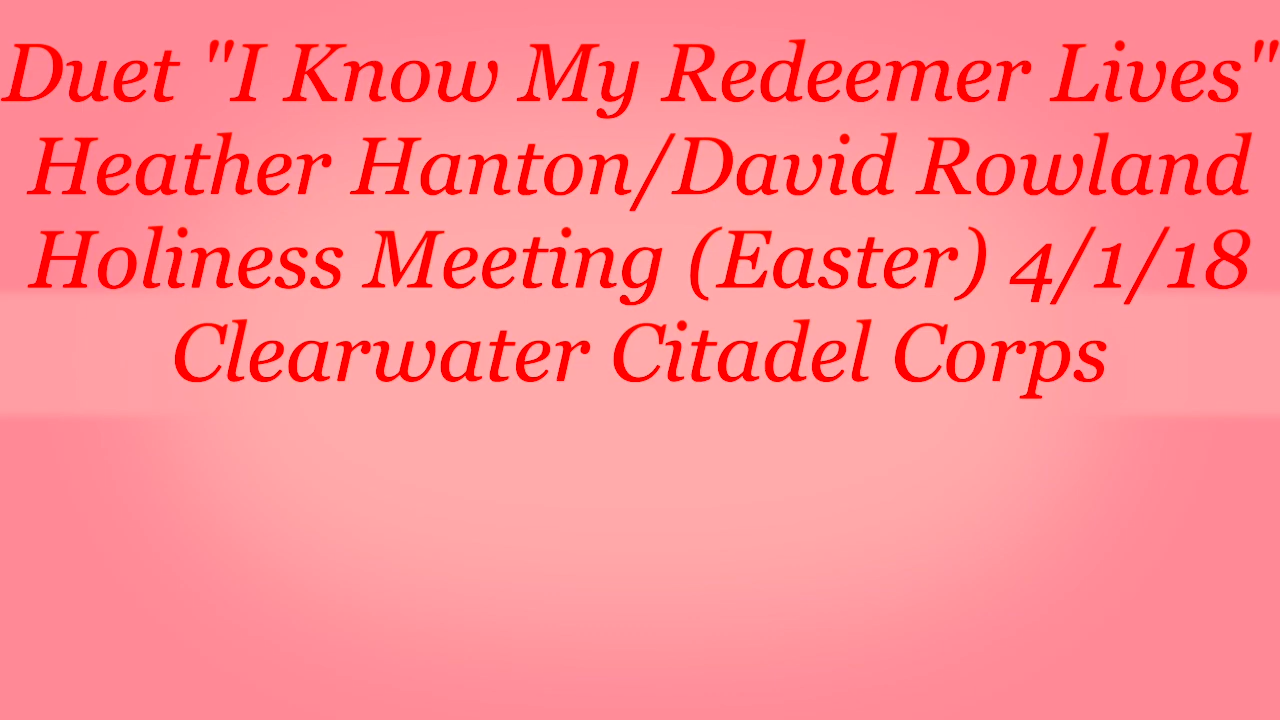 Duet "I Know My Redeemer Lives"
Heather Hanton/David Rowland
Holiness Meeting (Easter) 4/1/18
Clearwater Citadel Corps